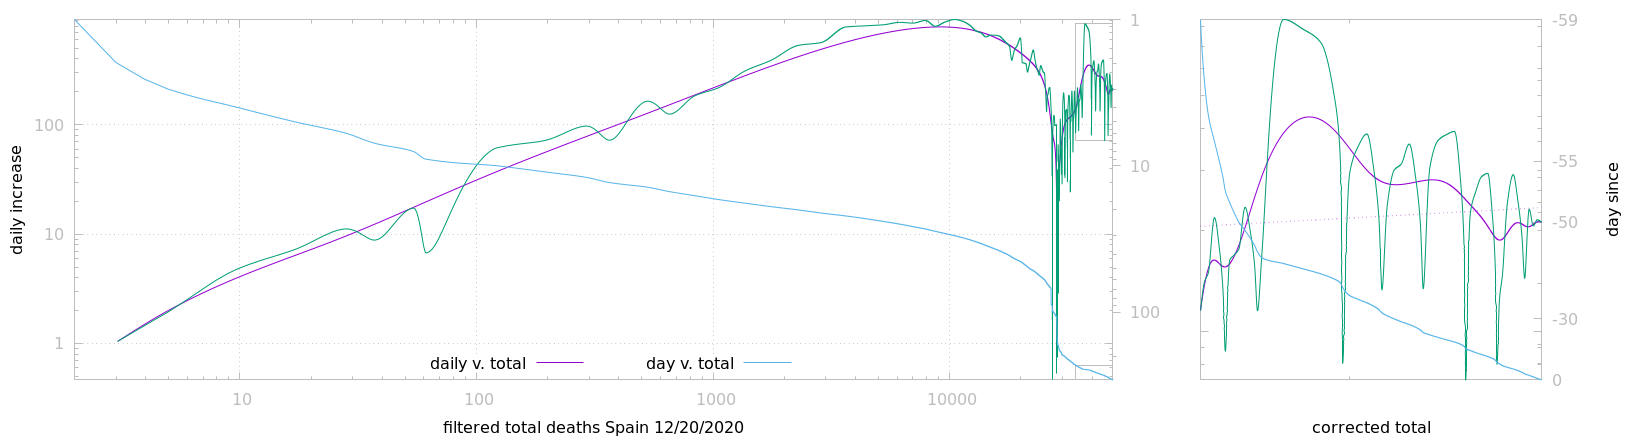 1
-59
100
10
-55
daily increase
day since
-50
10
100
-30
1
daily v. total
day v. total
0
10
100
1000
10000
filtered total deaths Spain 12/20/2020
corrected total